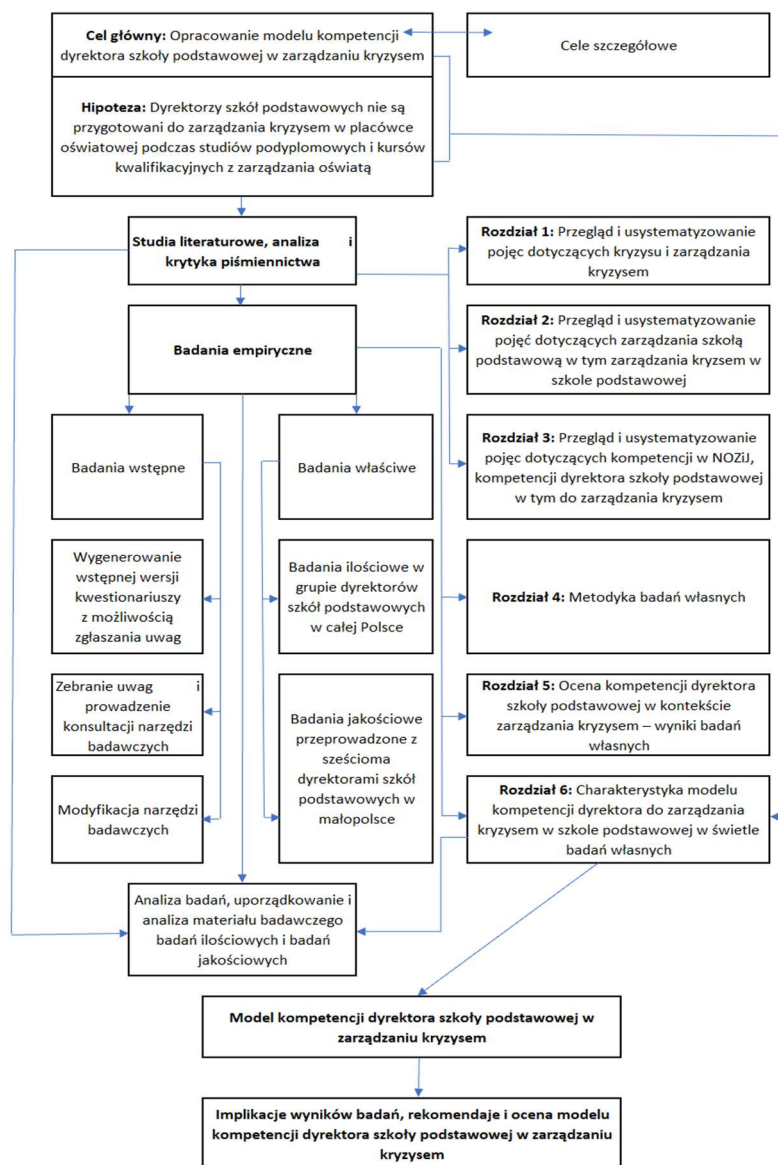 Cel główny: Opracowanie modelu kompetencji
dyrektora szkoły podstawowej w zarządzaniu kryzysem
Cele szczegółowe
Hipoteza: Dyrektorzy szkół podstawowych nie są
przygotowani do zarządzania kryzysem w placówce
oświatowej podczas studiów podyplomowych i kursów
kwalifikacyjnych z zarządzania oświatą
Studia literaturowe, analiza i
krytyka piśmiennictwa
Rozdział 1: Przegląd i usystematyzowanie
pojęc dotyczących kryzysu i zarządzania
kryzysem
Badania empiryczne
Rozdział 2: Przegląd i usystematyzowanie
pojęć dotyczących zarządzania szkołą
podstawową w tym zarządzania kryzsem w
szkole podstawowej
Badania wstępne
Badania właściwe
Rozdział 3: Przegląd i usystematyzowanie
pojęc dotyczących kompetencji w NOZiJ,
kompetencji dyrektora szkoły podstawowej
w tym do zarządzania kryzysem
Wygenerowanie
wstępnej wersji
kwestionariuszy
z możliwością
zgłaszania uwag
Badania ilościowe w
grupie dyrektorów
szkół podstawowych
w całej Polsce
Rozdział 4: Metodyka badań własnych
Zebranie uwag i
prowadzenie
konsultacji narzędzi
badawczych
Badania jakościowe
przeprowadzone z
sześcioma
dyrektorami szkół
podstawowych w
małopolsce
Rozdział 5: Ocena kompetencji dyrektora
szkoły podstawowej w kontekście
zarządzania kryzysem – wyniki badań
własnych
Modyfikacja narzędzi
badawczych
Rozdział 6: Charakterystyka modelu
kompetencji dyrektora do zarządzania
kryzysem w szkole podstawowej w świetle
badań własnych
Analiza badań, uporządkowanie i
analiza materiału badawczego
badań ilościowych i badań
jakościowych
Model kompetencji dyrektora szkoły podstawowej w
zarządzaniu kryzysem
Implikacje wyników badań, rekomendaje i ocena modelu
kompetencji dyrektora szkoły podstawowej w zarządzaniu
kryzysem